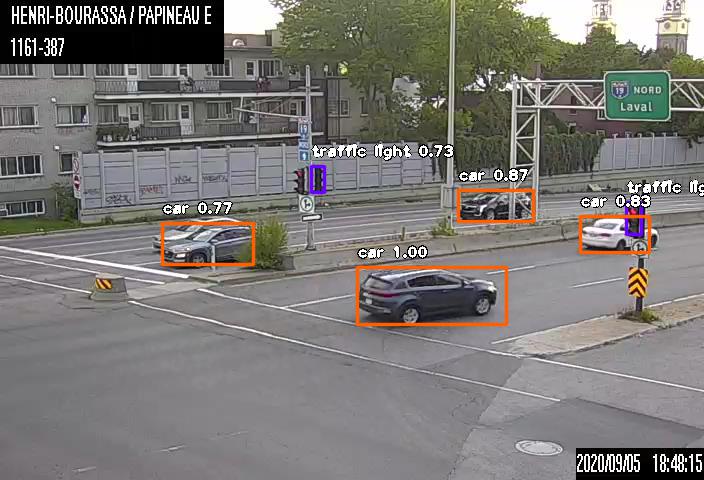 HENRI-BOURASSA / PAPINEAU E
1161-387
19 NORD
Laval
traffic light 0.73
car 0.87
traffic lig
car 0.83
car 0.77
car 1.00
2020/09/05 18:48:15